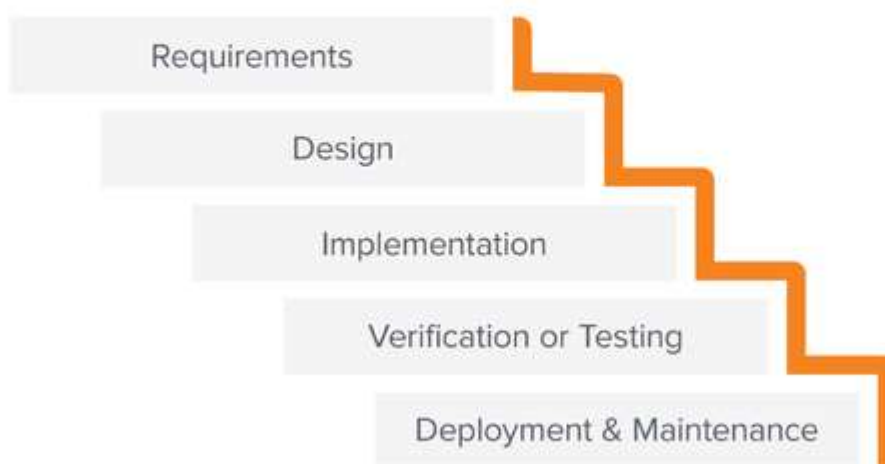 Requirements
Design
Implementation
Verification or Testing
Deployment & Maintenance